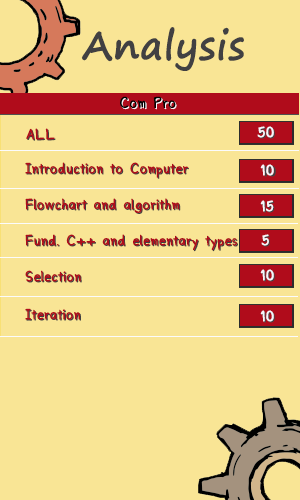 Analysis
Com Pro
ALL 50
Introduction to Computer 10
Flowchart and algorithm 15
Fund. C++ and elementary types 5
Selection 10
Iteration 10